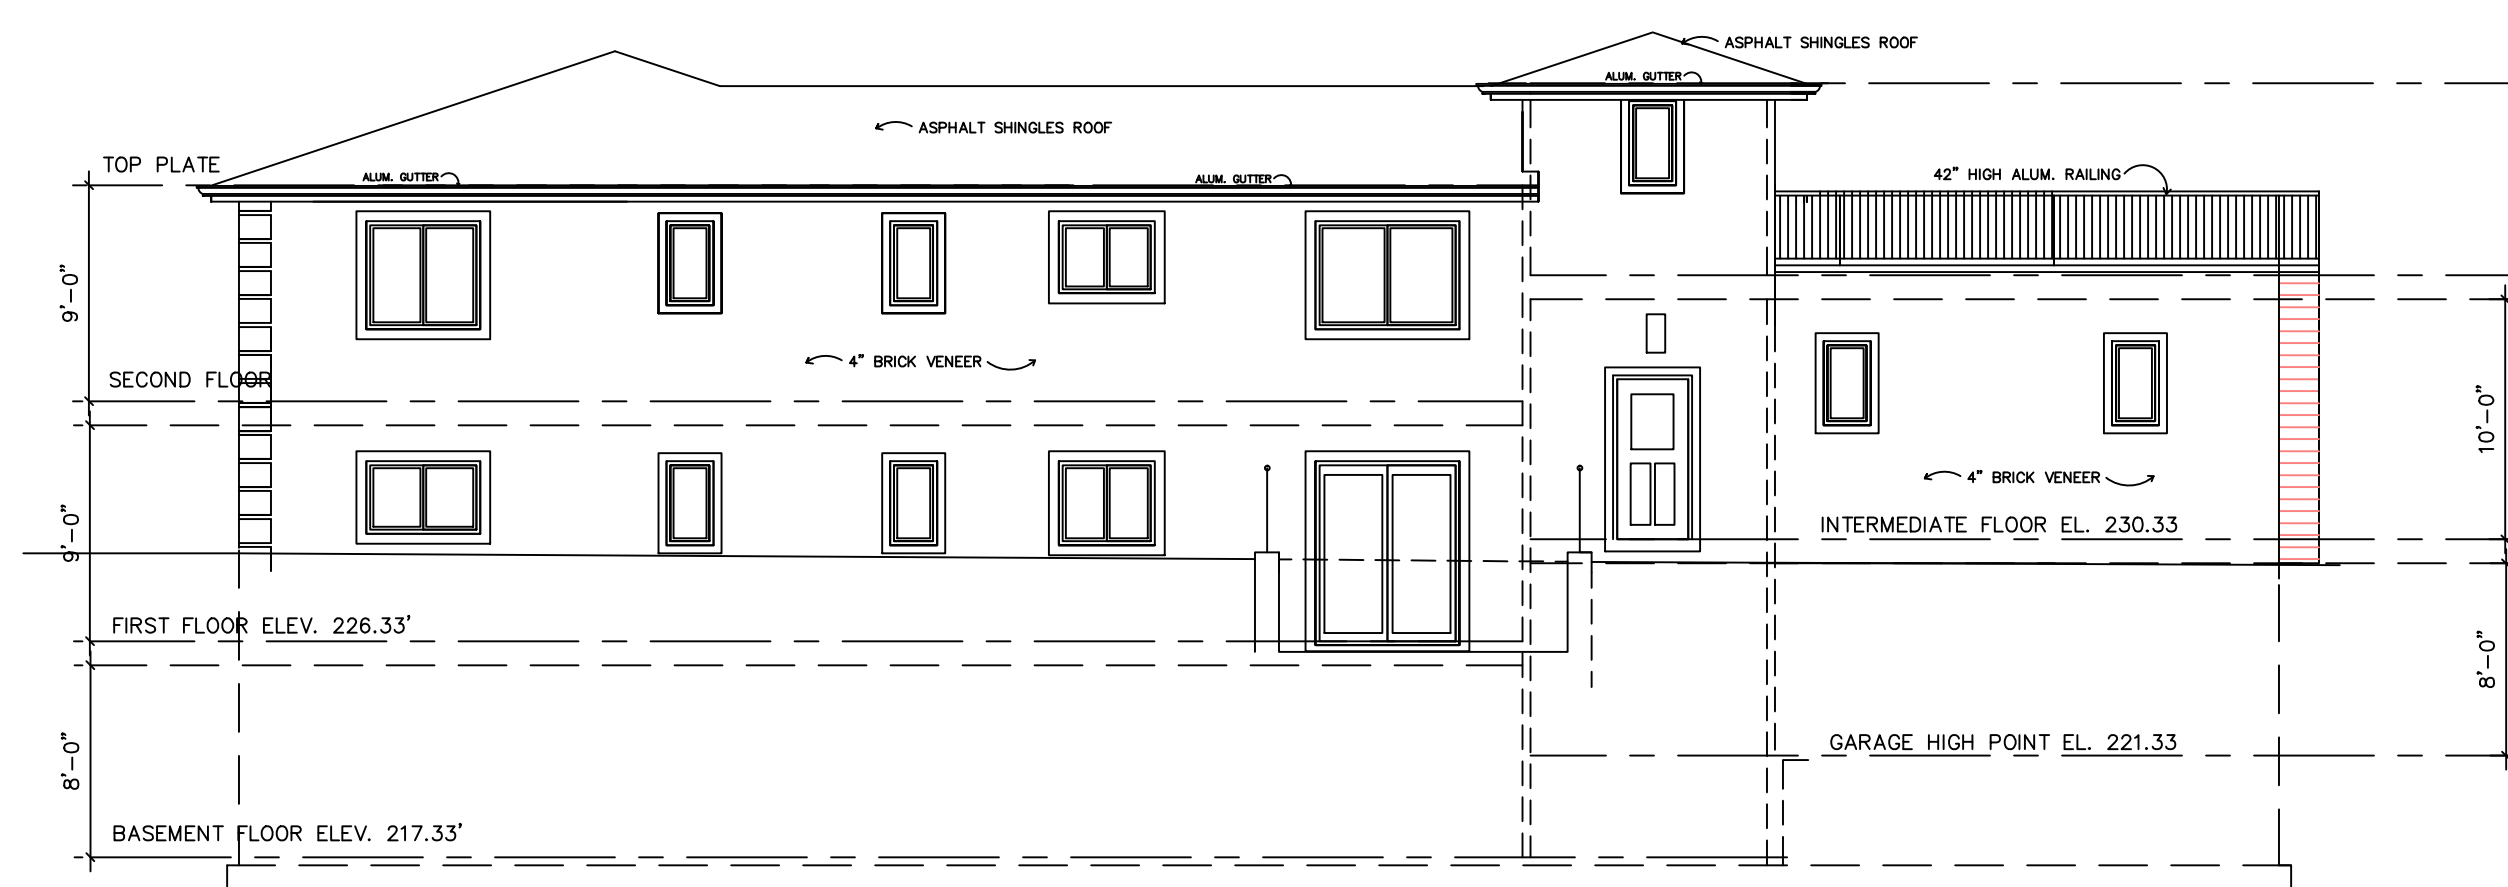 ASPHALT SHINGLES ROOF
ALUM. GUTTER
ASPHALT SHINGLES ROOF
TOP PLATE
ALUM. GUTTER
ALUM. GUTTER
42" HIGH ALUM. RAILING
9'-0"
4" BRICK VENEER
SECOND FLOOR
10'-0"
4" BRICK VENEER
9'-0"
INTERMEDIATE FLOOR EL. 230.33
FIRST FLOOR ELEV. 226.33'
8'-0"
GARAGE HIGH POINT EL. 221.33
8'-0"
BASEMENT FLOOR ELEV. 217.33'